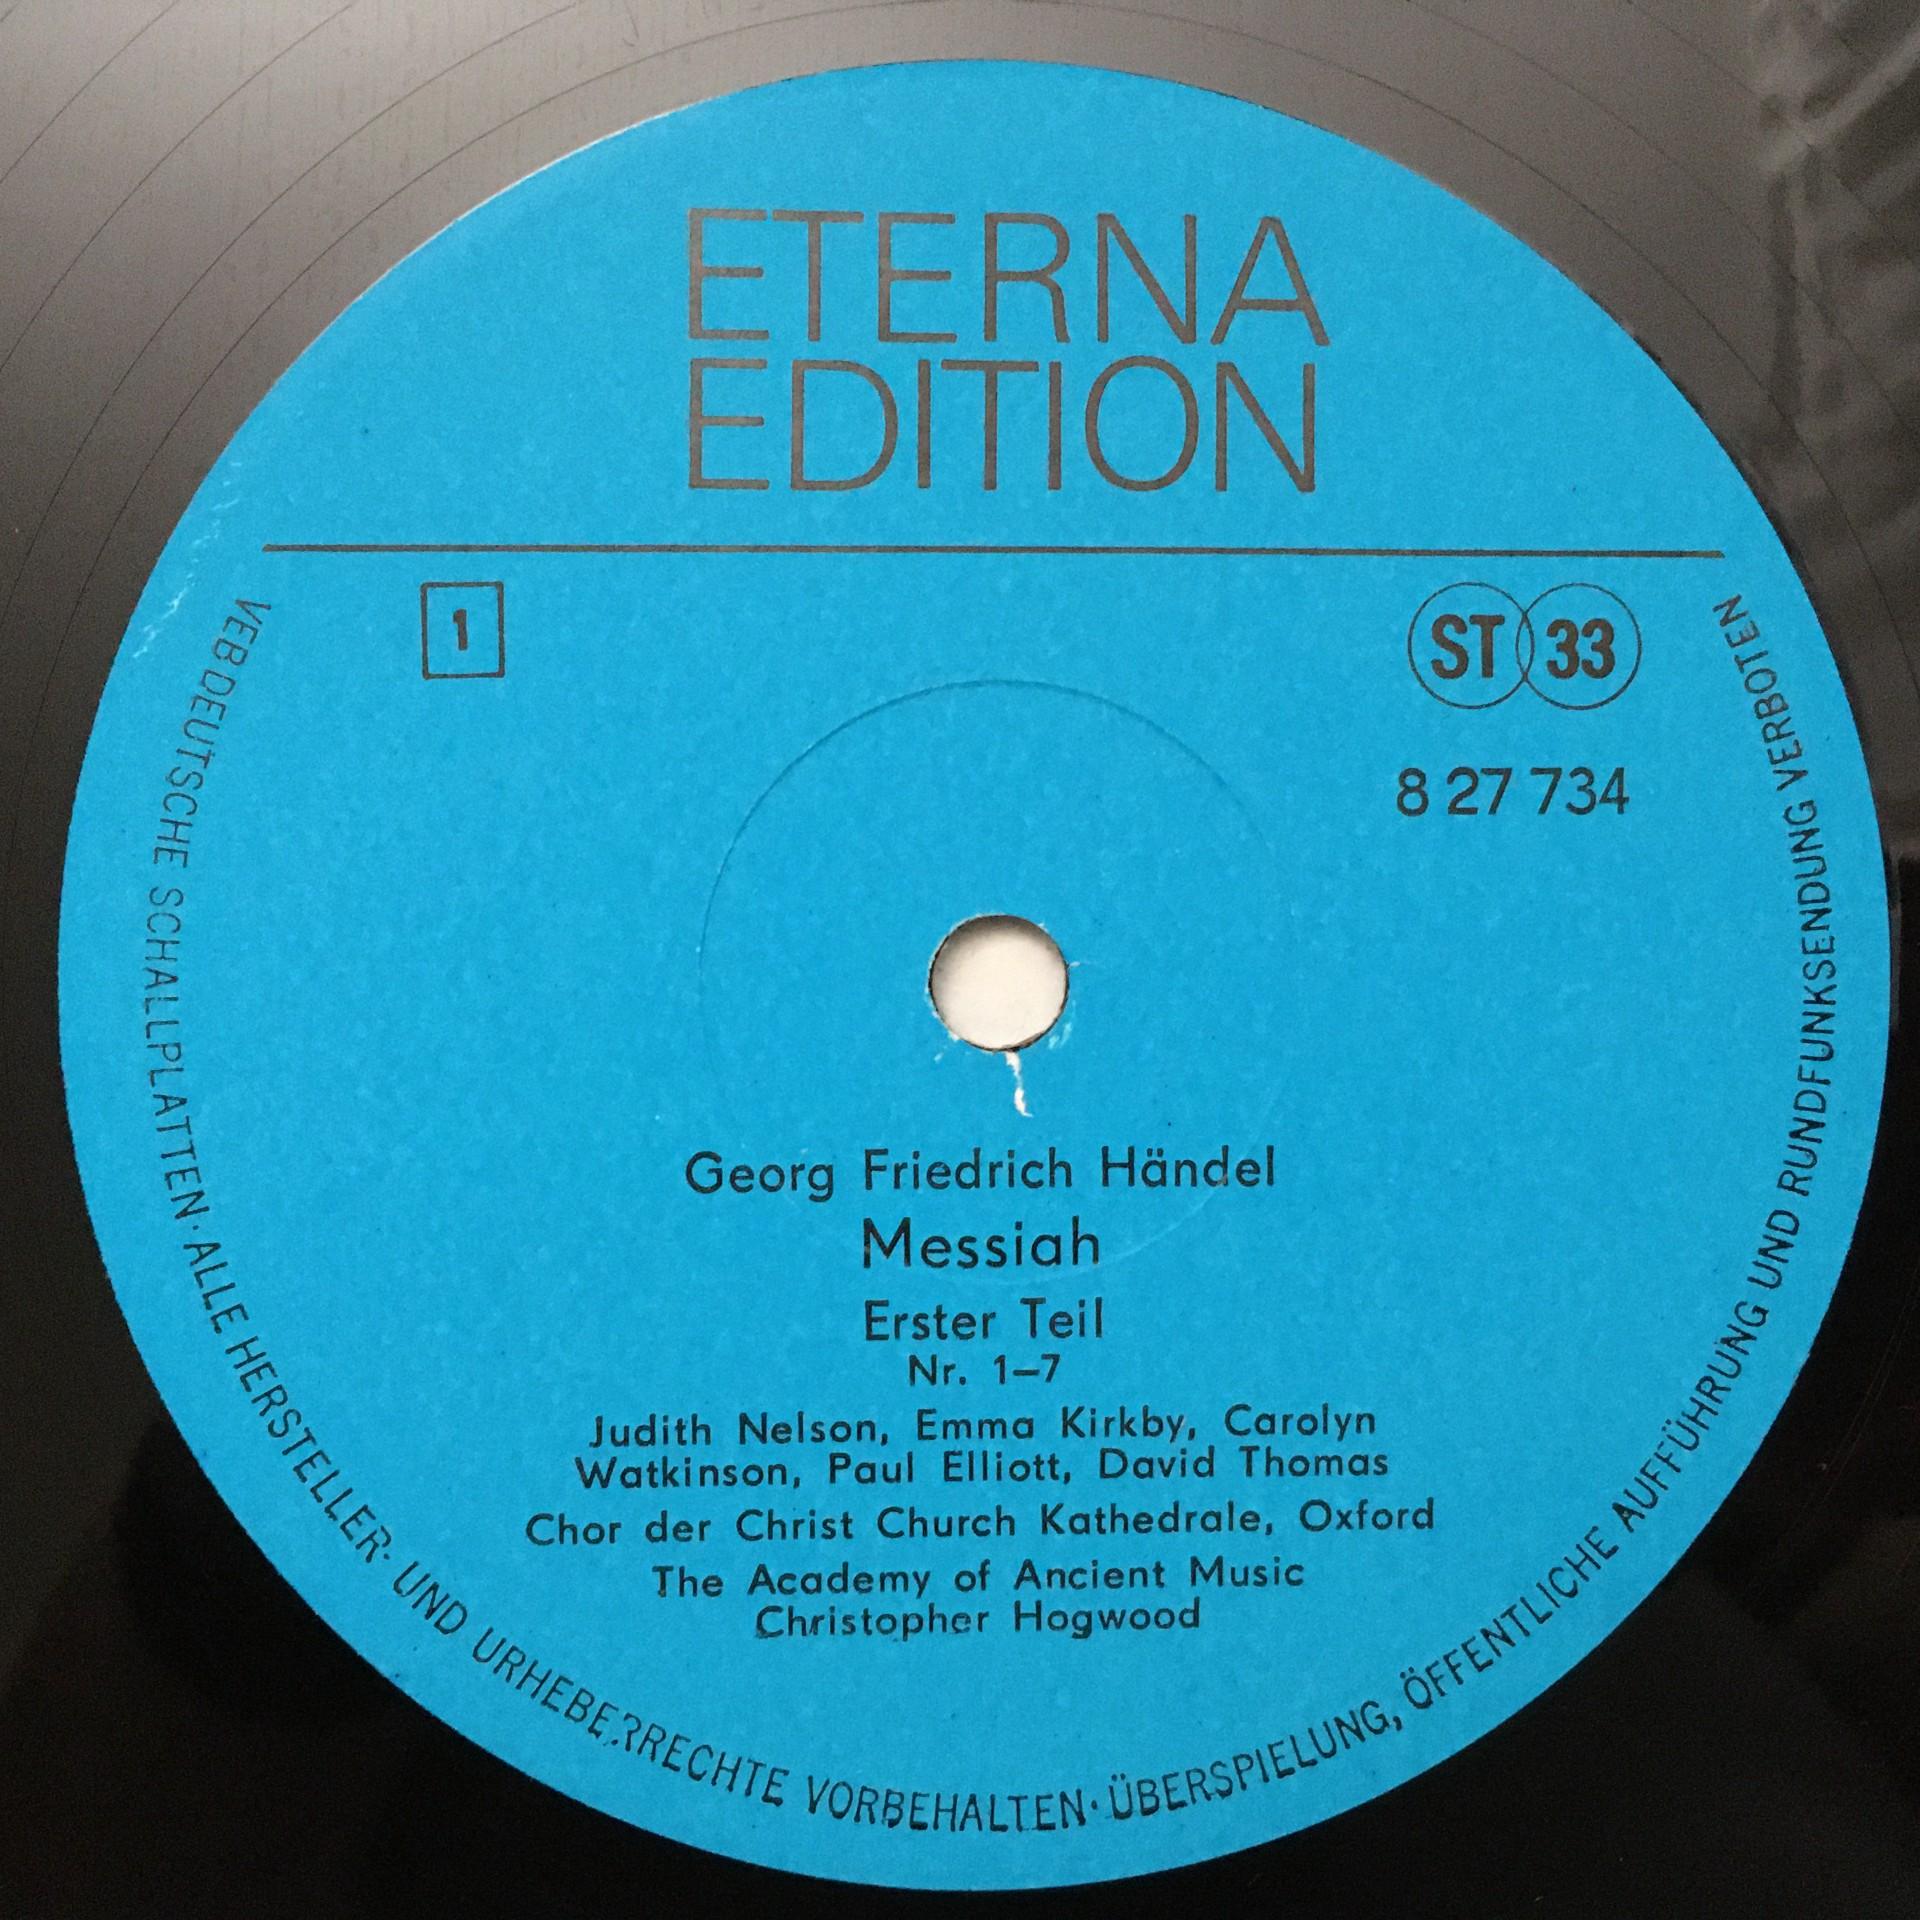 ETERNA
EDITION
1
ST 33
8 27 734
Georg Friedrich Händel
Messiah
Erster Teil
Nr. 1–7
Judith Nelson, Emma Kirkby, Carolyn
Watkinson, Paul Elliott, David Thomas
Chor der Christ Church Kathedrale, Oxford
The Academy of Ancient Music
Christopher Hogwood
VEB DEUTSCHE SCHALLPLATTEN · ALLE HERSTELLER- UND URHEBERRECHTE VORBEHALTEN · ÜBERSPIELUNG, ÖFFENTLICHE AUFFÜHRUNG UND RUNDFUNKSENDUNG VERBOTEN